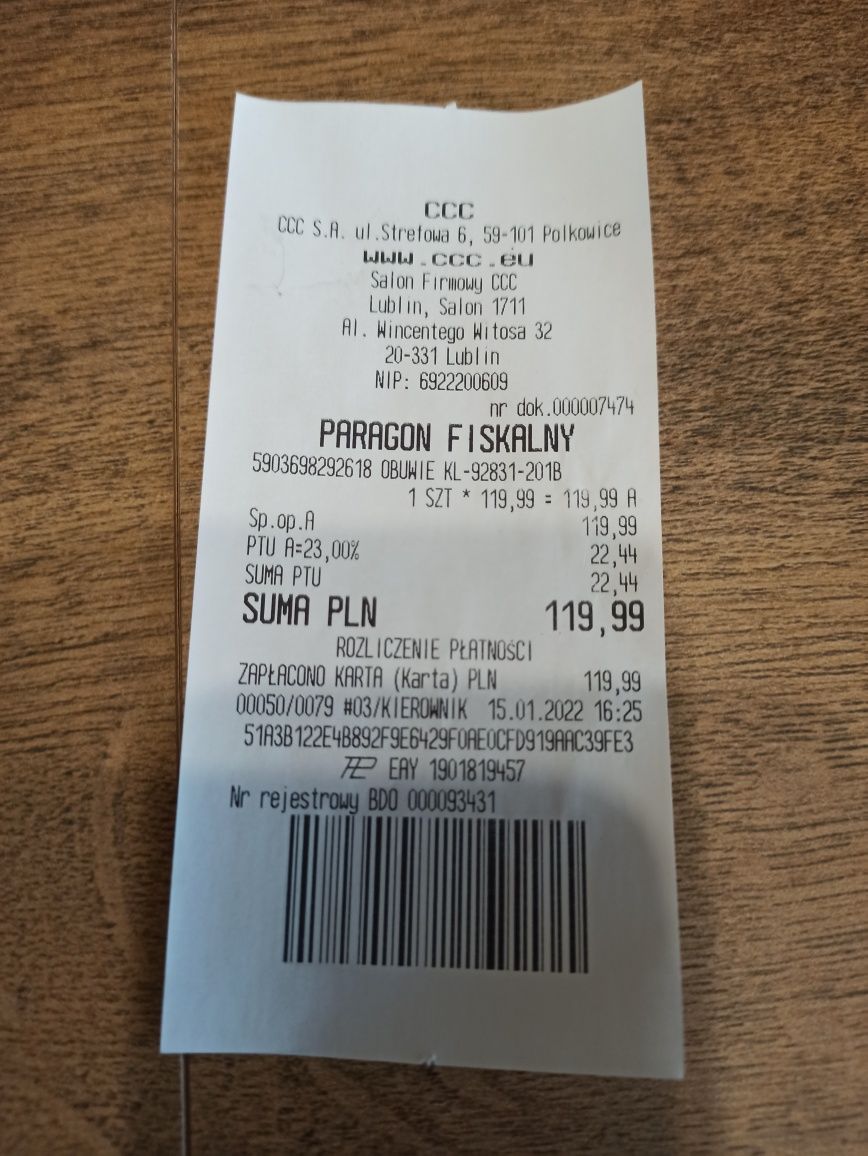 CCC
CCC S.A. ul.Strefowa 6, 59-101 Polkowice
www.ccc.eu
Salon Firmowy CCC
Lublin, Salon 1711
Al. Wincentego Witosa 32
20-331 Lublin
NIP: 6922200609
nr dok.000007474
PARAGON FISKALNY
5903698292618 OBUWIE KL-92831-201B
1 SZT * 119,99 = 119,99 A
Sp.op.A 119,99
PTU A=23,00% 22,44
SUMA PTU 22,44
SUMA PLN 119,99
ROZLICZENIE PŁATNOŚCI
ZAPŁACONO KARTA (Karta) PLN 119,99
00050/0079 #03/KIEROWNIK 15.01.2022 16:25
51A3B122E4B892F9E6429F0AE0CFD919AAC39FE3
EAY 1901819457
Nr rejestrowy BDO 000093431